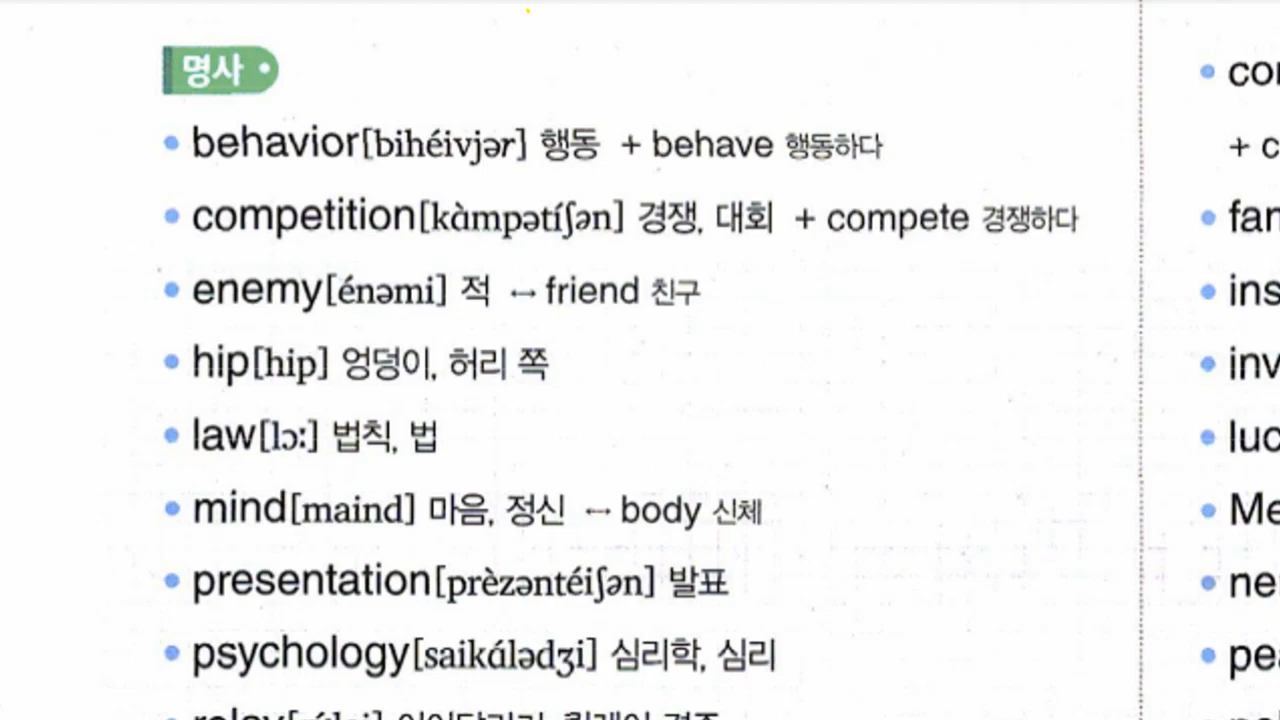 명사
behavior[bihéivjər] 행동 + behave 행동하다
competition[kàmpətíʃən] 경쟁, 대회 + compete 경쟁하다
enemy[énəmi] 적 ↔ friend 친구
hip[hip] 엉덩이, 허리 쪽
law[lɔː] 법칙, 법
mind[maind] 마음, 정신 ↔ body 신체
presentation[prèzəntéiʃən] 발표
psychology[saikálədʒi] 심리학, 심리